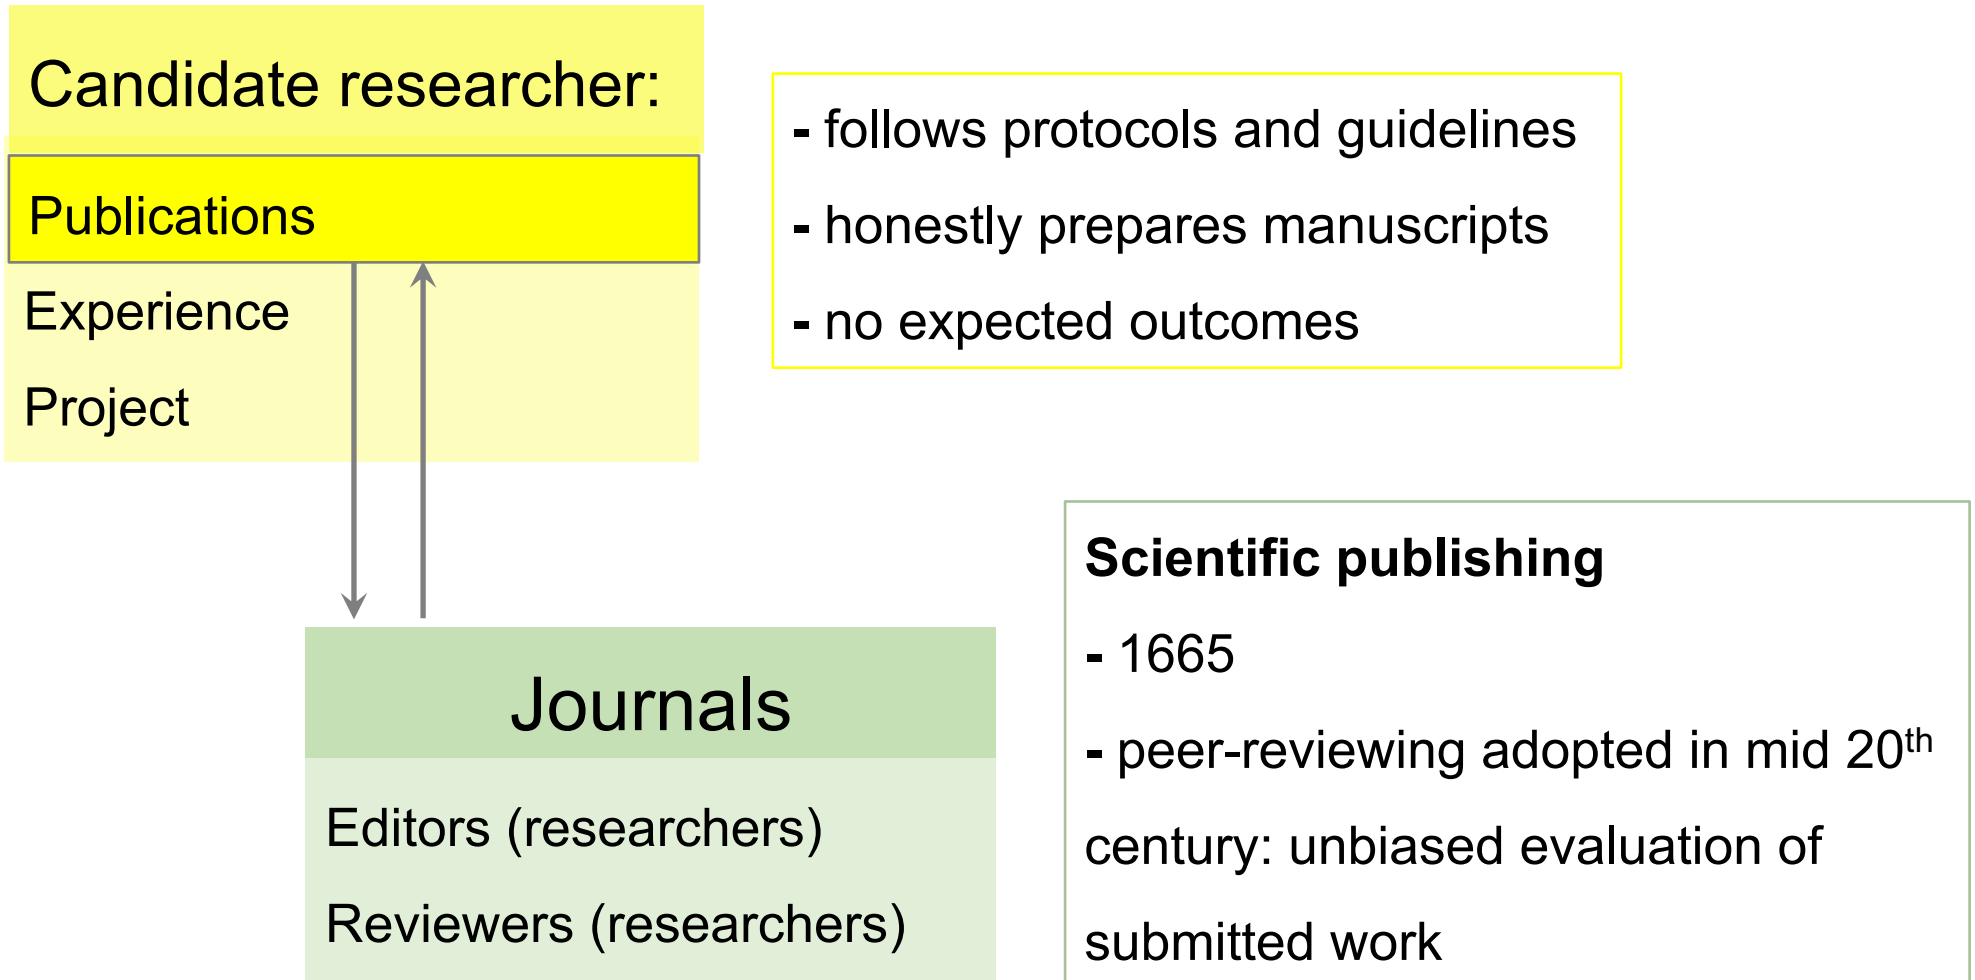 Candidate researcher:
Publications
Experience
Project
- follows protocols and guidelines
- honestly prepares manuscripts
- no expected outcomes
Journals
Editors (researchers)
Reviewers (researchers)
Scientific publishing
- 1665
- peer-reviewing adopted in mid 20th
century: unbiased evaluation of
submitted work